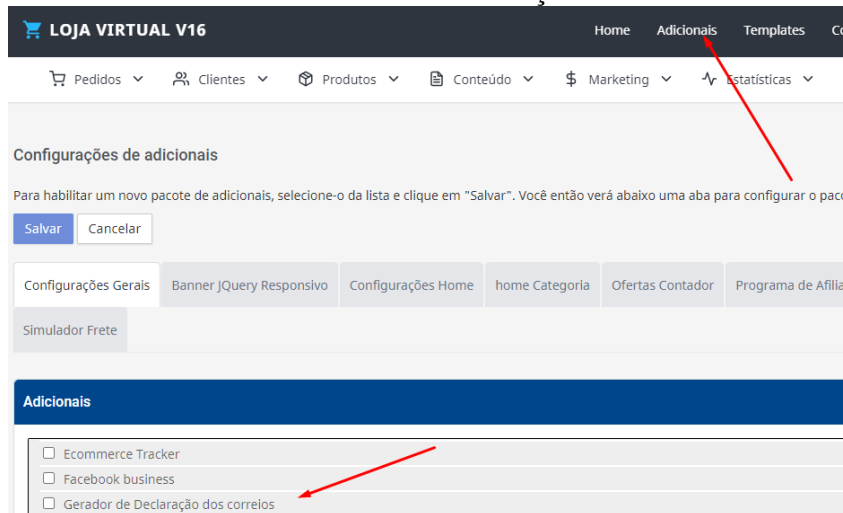 LOJA VIRTUAL V16
Home Adicionais Templates
Pedidos Clientes Produtos Conteúdo $ Marketing Estatísticas
Configurações de adicionais
Para habilitar um novo pacote de adicionais, selecione-o da lista e clique em "Salvar". Você então verá abaixo uma aba para configurar o
Salvar Cancelar
Configurações Gerais Banner JQuery Responsivo Configurações Home home Categoria Ofertas Contador Programa de
Simulador Frete
Adicionais
Ecommerce Tracker
Facebook business
Gerador de Declaração dos correios